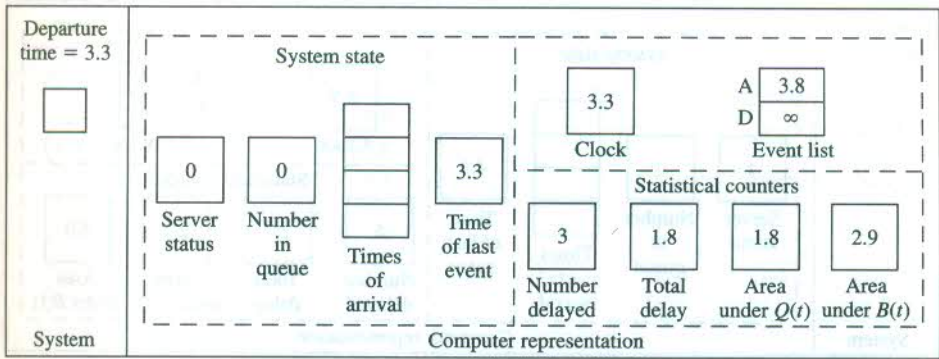 Departure
time = 3.3
System
System state
0
Server
status
0
Number
in
queue
Times
of
arrival
3.3
Time
of last
event
3.3
Clock
A 3.8
D ∞
Event list
Statistical counters
3
Number
delayed
1.8
Total
delay
1.8
Area
under Q(t)
2.9
Area
under B(t)
Computer representation